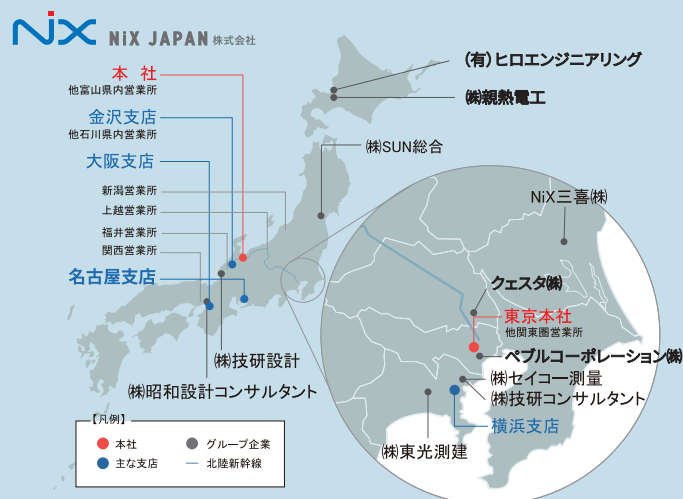 NiX
NiX JAPAN 株式会社
本 社
他富山県内営業所
金沢支店
他石川県内営業所
大阪支店
新潟営業所
上越営業所
福井営業所
関西営業所
名古屋支店
㈱技研設計
㈱昭和設計コンサルタント
(有)ヒロエンジニアリング
㈱親熱電工
㈱SUN総合
NiX三喜㈱
クェスタ㈱
東京本社
他関東圏営業所
ペブルコーポレーション㈱
㈱セイコー測量
㈱技研コンサルタント
横浜支店
㈱東光測建
【凡例】
本社
グループ企業
主な支店
北陸新幹線